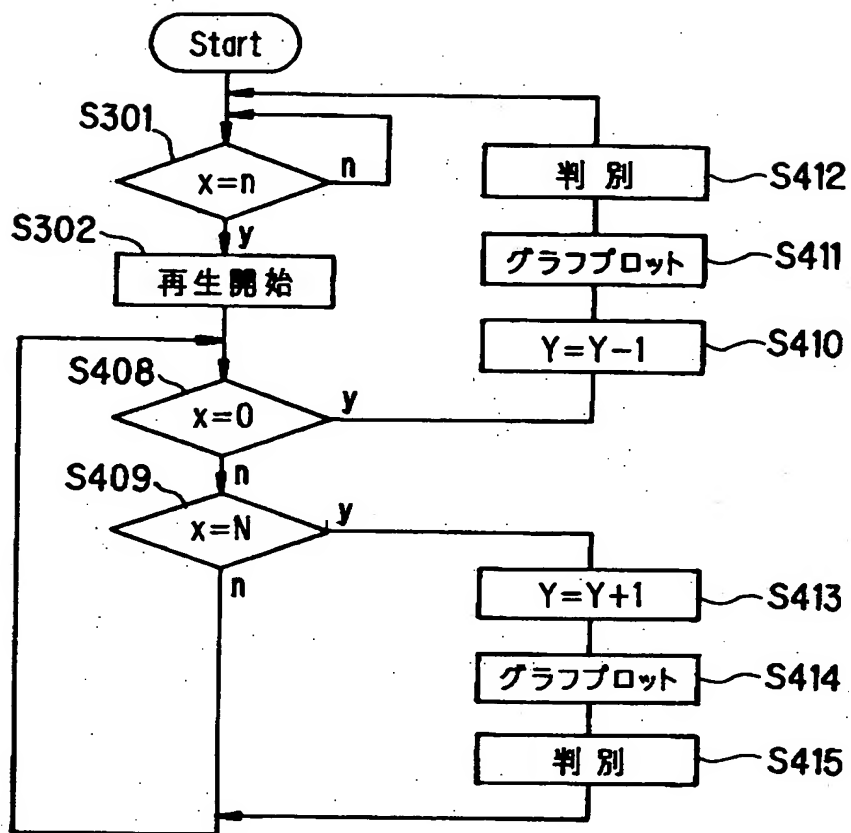 Start
S301
x=n
n
y
S302
再生開始
S408
x=0
y
n
S409
x=N
y
n
判別
S412
グラフプロット
S411
Y=Y-1
S410
Y=Y+1
S413
グラフプロット
S414
判別
S415